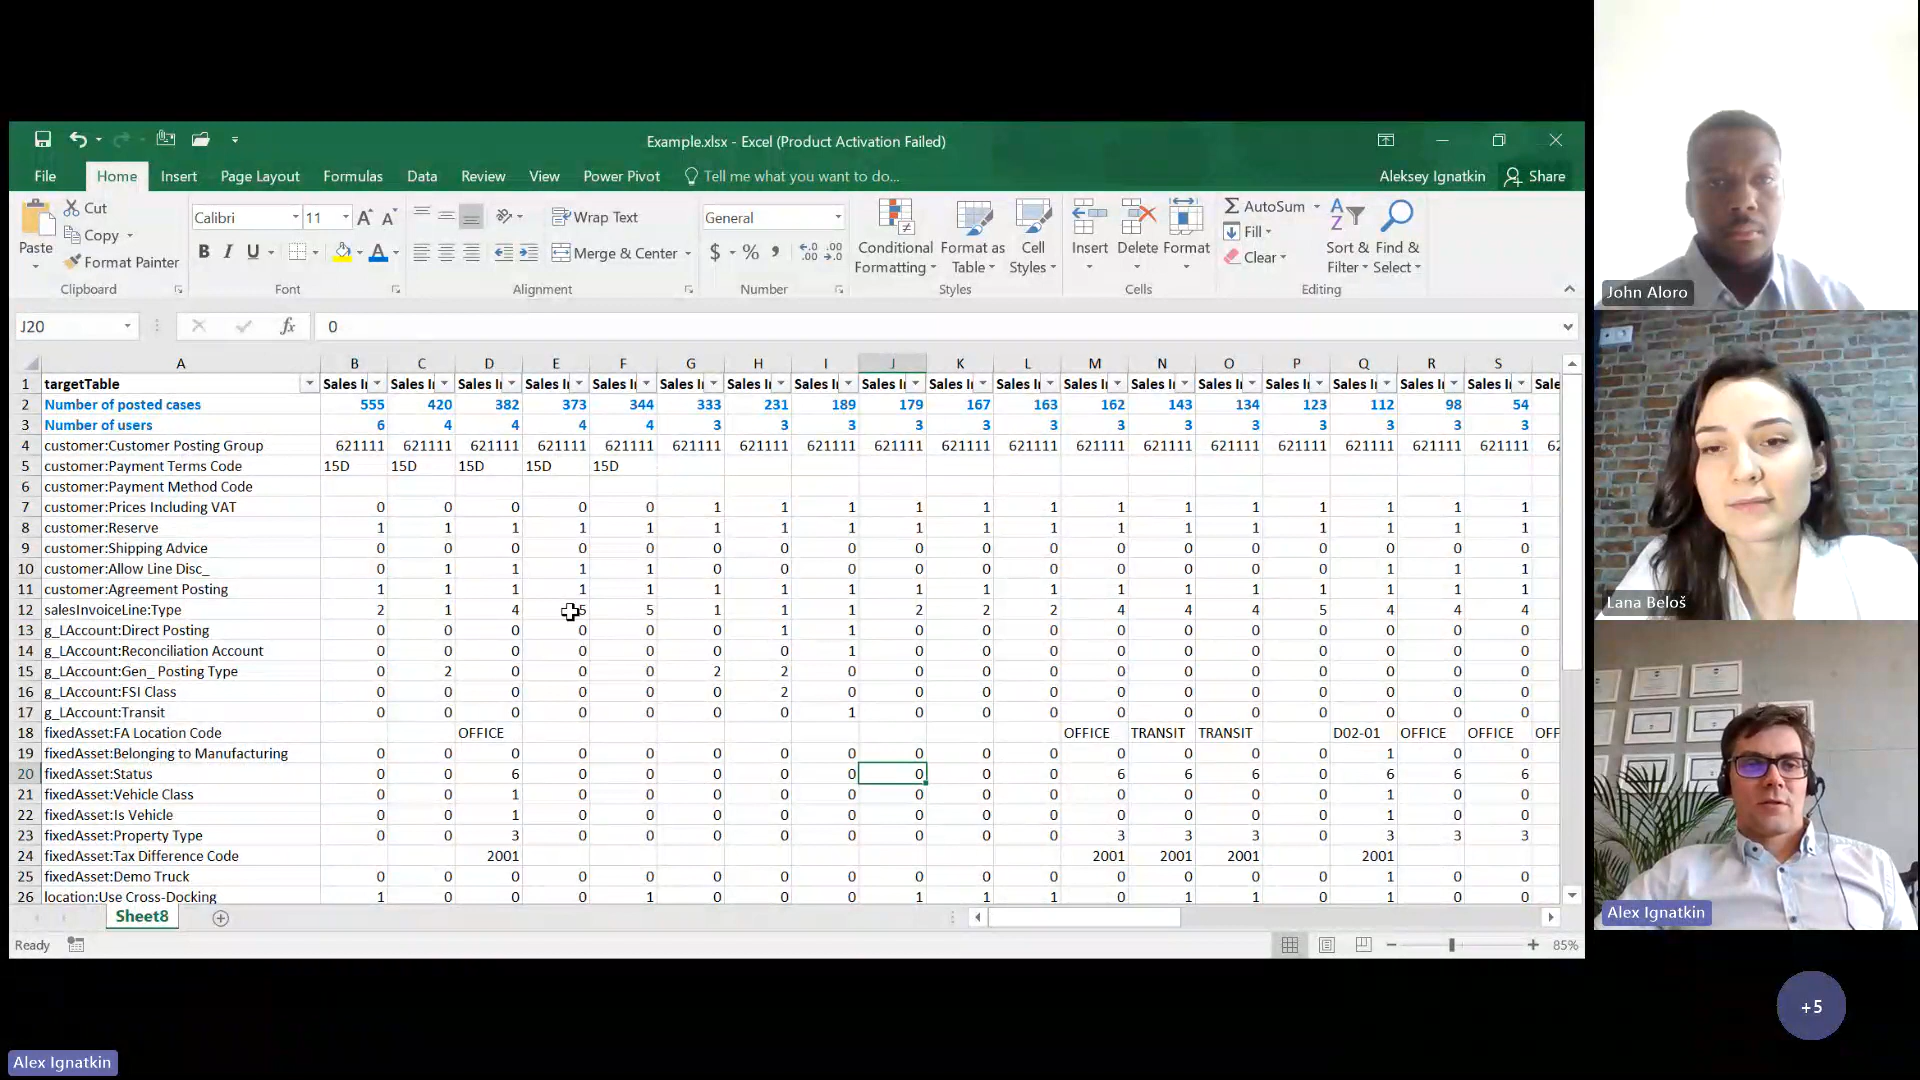 Example.xlsx - Excel (Product Activation Failed)
File Home Insert Page Layout Formulas Data Review View Power Pivot Tell me what you want to do... Aleksey Ignatkin Share
Paste Cut Copy Format Painter Clipboard
Calibri 11 B I U A Font
Wrap Text Merge & Center Alignment
General $ % Number
Conditional Formatting Format as Table Cell Styles Styles
Insert Delete Format Cells
AutoSum Fill Clear Sort & Filter Find & Select Editing
J20 fx 0
A B C D E F G H I J K L M N O P Q R S
1 targetTable Sales I Sales I Sales I Sales I Sales I Sales I Sales I Sales I Sales I Sales I Sales I Sales I Sales I Sales I Sales I Sales I Sales I Sales I Sale
2 Number of posted cases 555 420 382 373 344 333 231 189 179 167 163 162 143 134 123 112 98 54
3 Number of users 6 4 4 4 4 3 3 3 3 3 3 3 3 3 3 3 3 3
4 customer:Customer Posting Group 621111 621111 621111 621111 621111 621111 621111 621111 621111 621111 621111 621111 621111 621111 621111 621111 621111 621111 62
5 customer:Payment Terms Code 15D 15D 15D 15D 15D
6 customer:Payment Method Code
7 customer:Prices Including VAT 0 0 0 0 0 1 1 1 1 1 1 1 1 1 1 1 1 1
8 customer:Reserve 1 1 1 1 1 1 1 1 1 1 1 1 1 1 1 1 1 1
9 customer:Shipping Advice 0 0 0 0 0 0 0 0 0 0 0 0 0 0 0 0 0 0
10 customer:Allow Line Disc_ 0 1 1 1 1 0 0 0 0 0 0 0 0 0 0 1 1 1
11 customer:Agreement Posting 1 1 1 1 1 1 1 1 1 1 1 1 1 1 1 1 1 1
12 salesInvoiceLine:Type 2 1 4 5 5 1 1 1 2 2 2 4 4 4 5 4 4 4
13 g_LAccount:Direct Posting 0 0 0 0 0 0 1 1 0 0 0 0 0 0 0 0 0 0
14 g_LAccount:Reconciliation Account 0 0 0 0 0 0 0 1 0 0 0 0 0 0 0 0 0 0
15 g_LAccount:Gen_ Posting Type 0 2 0 0 0 2 2 0 0 0 0 0 0 0 0 0 0 0
16 g_LAccount:FSI Class 0 0 0 0 0 0 2 0 0 0 0 0 0 0 0 0 0 0
17 g_LAccount:Transit 0 0 0 0 0 0 0 1 0 0 0 0 0 0 0 0 0 0
18 fixedAsset:FA Location Code OFFICE OFFICE TRANSIT TRANSIT D02-01 OFFICE OFFICE OFF
19 fixedAsset:Belonging to Manufacturing 0 0 0 0 0 0 0 0 0 0 0 0 0 0 0 1 0 0
20 fixedAsset:Status 0 0 6 0 0 0 0 0 0 0 0 6 6 6 0 6 6 6
21 fixedAsset:Vehicle Class 0 0 1 0 0 0 0 0 0 0 0 0 0 0 0 1 0 0
22 fixedAsset:Is Vehicle 0 0 1 0 0 0 0 0 0 0 0 0 0 0 0 1 0 0
23 fixedAsset:Property Type 0 0 3 0 0 0 0 0 0 0 0 3 3 3 0 3 3 3
24 fixedAsset:Tax Difference Code 2001 2001 2001 2001 2001
25 fixedAsset:Demo Truck 0 0 0 0 0 0 0 0 0 0 0 0 0 0 0 1 0 0
26 location:Use Cross-Docking 1 0 0 0 1 0 0 0 1 1 1 0 1 1 0 1 0 0
Sheet8
Ready 85%
John Aloro
Lana Beloš
Alex Ignatkin
+5
Alex Ignatkin